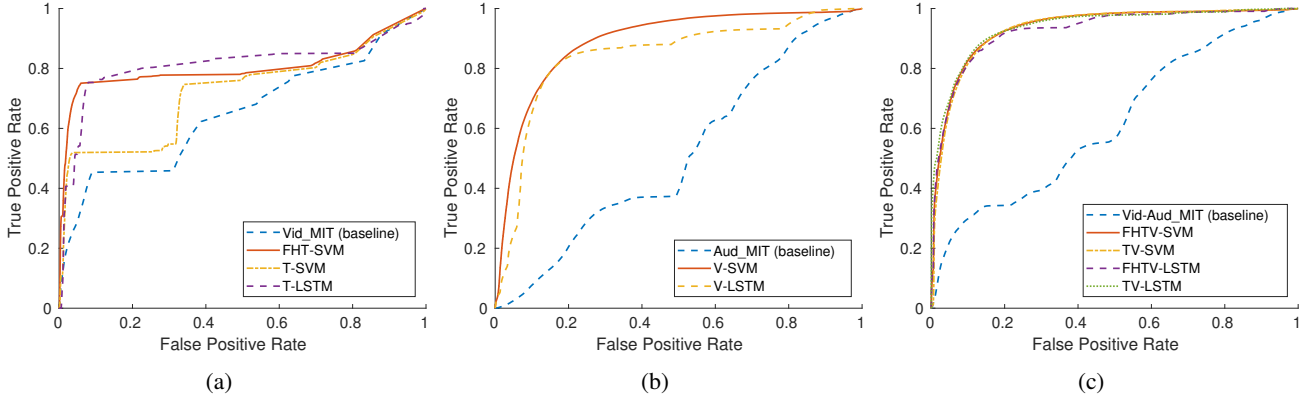 1
0.8
0.6
0.4
0.2
0
True Positive Rate
0 0.2 0.4 0.6 0.8 1
False Positive Rate
Vid_MIT (baseline)
FHT-SVM
T-SVM
T-LSTM
(a)
1
0.8
0.6
0.4
0.2
0
True Positive Rate
0 0.2 0.4 0.6 0.8 1
False Positive Rate
Aud_MIT (baseline)
V-SVM
V-LSTM
(b)
1
0.8
0.6
0.4
0.2
0
True Positive Rate
0 0.2 0.4 0.6 0.8 1
False Positive Rate
Vid-Aud_MIT (baseline)
FHTV-SVM
TV-SVM
FHTV-LSTM
TV-LSTM
(c)